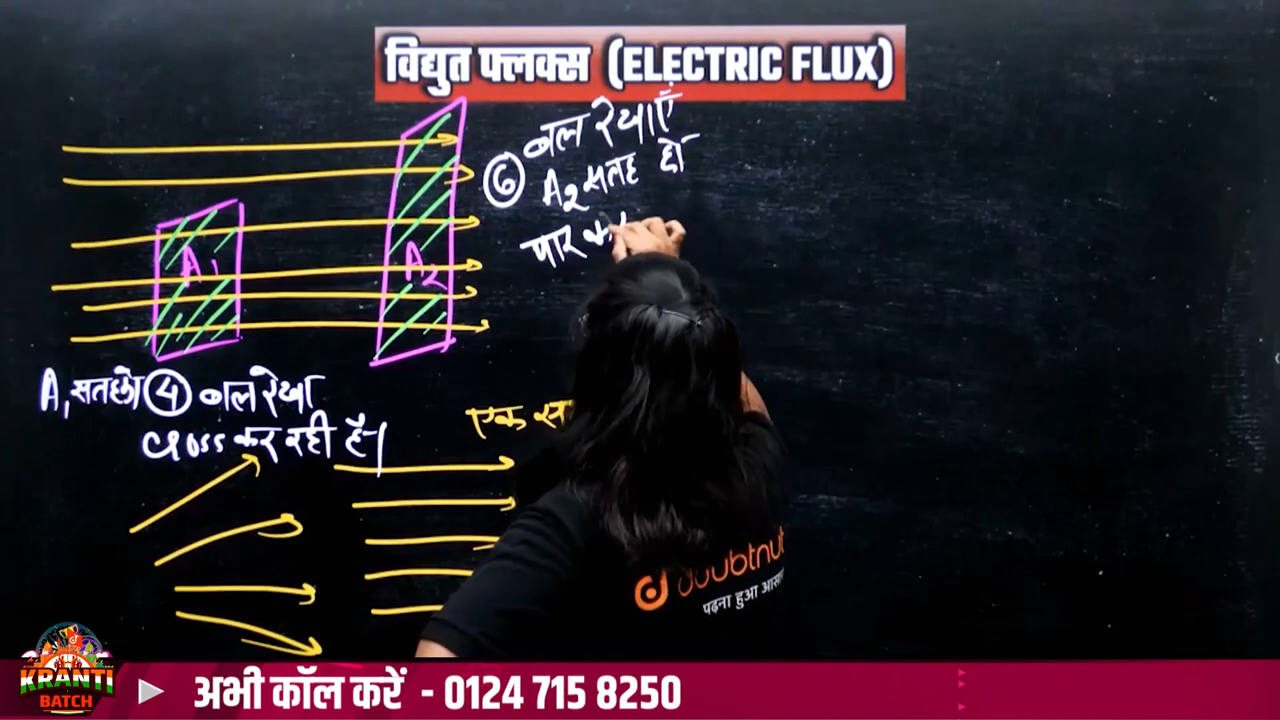 विद्युत फ्लक्स (ELECTRIC FLUX)
⑥ बल रेखाएँ
A₂ सतह को
पार
A₁
A₂
A₁ सतह को ④ बल रेखा
cross कर रही है।
एक
doubtnut
पढ़ना हुआ आसान
KRANTI
BATCH
अभी कॉल करें - 0124 715 8250